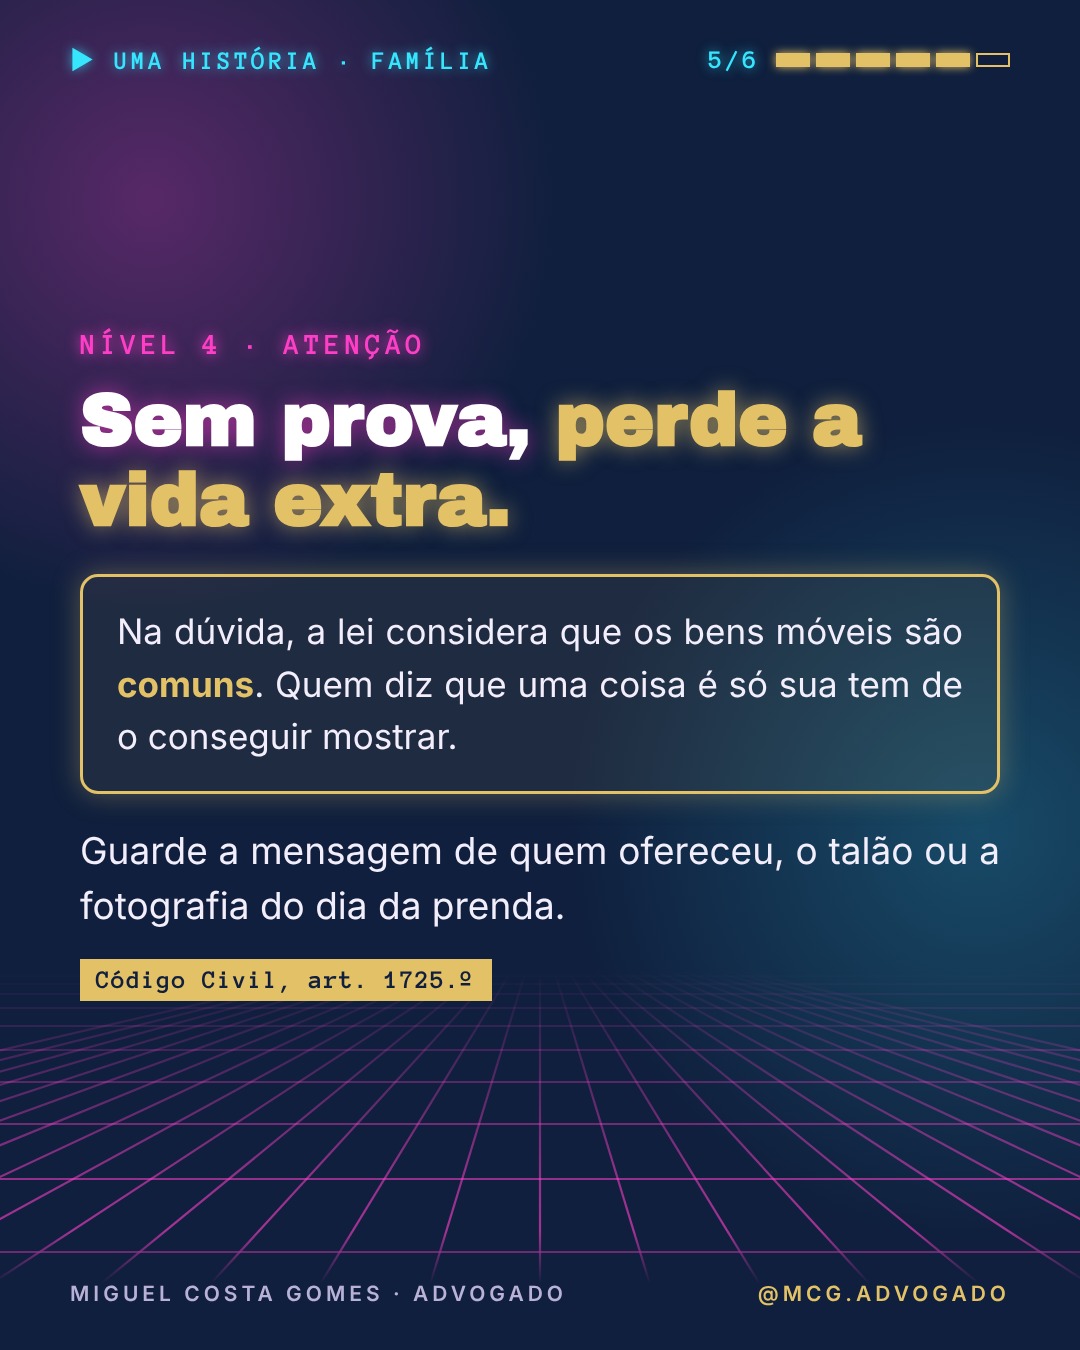 ▶ UMA HISTÓRIA · FAMÍLIA
5/6
NÍVEL 4 · ATENÇÃO
Sem prova, perde a
vida extra.
Na dúvida, a lei considera que os bens móveis são
comuns. Quem diz que uma coisa é só sua tem de
o conseguir mostrar.
Guarde a mensagem de quem ofereceu, o talão ou a
fotografia do dia da prenda.
Código Civil, art. 1725.º
MIGUEL COSTA GOMES · ADVOGADO
@MCG.ADVOGADO